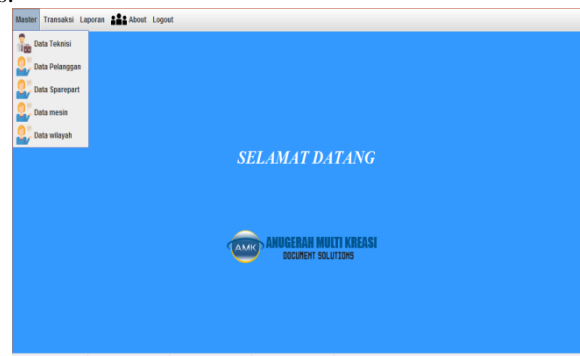 Master Transaksi Laporan About Logout
Data Teknisi
Data Pelanggan
Data Sparepart
Data mesin
Data wilayah
SELAMAT DATANG
AMK ANUGERAH MULTI KREASI
DOCUMENT SOLUTIONS